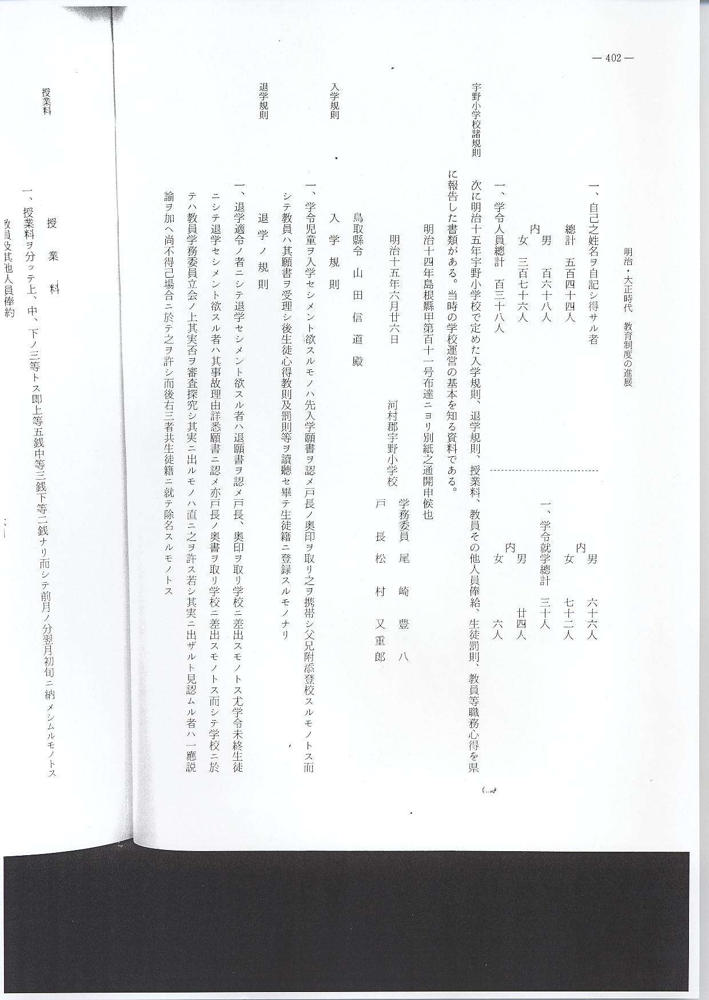 — 402 —
明治・大正時代　教育制度の進展
一、自己之姓名ヲ自記シ得サル者
總計　五百四十四人
内
男　百六十八人
女　三百七十六人
一、学令人員總計　百三十八人
内
男　六十六人
女　七十二人
一、学令就学總計　三十人
内
男　廿四人
女　六人
宇野小学校諸規則
次に明治十五年宇野小学校で定めた入学規則、退学規則、授業料、教員その他人員俸給、生徒罰則、教員等職務心得を県
に報告した書類がある。当時の学校運営の基本を知る資料である。
明治十四年島根縣甲第百十一号布達ニヨリ別紙之通開申候也
明治十五年六月廿六日
河村郡宇野小学校
学務委員　尾崎豊八
戸長　松村又重郎
鳥取縣令　山田信道殿
入学規則
入学規則
一、学令児童ヲ入学セシメント欲スルモノハ先入学願書ヲ認メ戸長ノ奥印ヲ取リ之ヲ携帯シ父兄附添登校スルモノトス而
シテ教員ハ其願書ヲ受理シ後生徒心得教則及罰則等ヲ讀聴セ畢テ生徒籍ニ登録スルモノナリ
退学規則
退学ノ規則
一、退学適令ノ者ニシテ退学セシメント欲スル者ハ退願書ヲ認メ戸長、奥印ヲ取リ学校ニ差出スモノトス尤学令未終生徒
ニシテ退学セシメント欲スル者ハ其事故理由詳悉願書ニ認メ亦戸長ノ奥書ヲ取リ学校ニ差出スモノトス而シテ学校ニ於
テハ教員学務委員立会ノ上其実否ヲ審査探究シ其実ニ出ルモノハ直ニ之ヲ許ス若シ其実ニ出ザルト見認ムル者ハ一應説
諭ヲ加ヘ尚不得己場合ニ於テ之ヲ許シ而後右三者共生徒籍ニ就テ除名スルモノトス
授業料
授業料
一、授業料ヲ分ッテ上、中、下ノ三等トス即上等五銭中等三銭下等二銭ナリ而シテ前月ノ分翌月初旬ニ納メシムルモノトス
教員及其他人員俸約